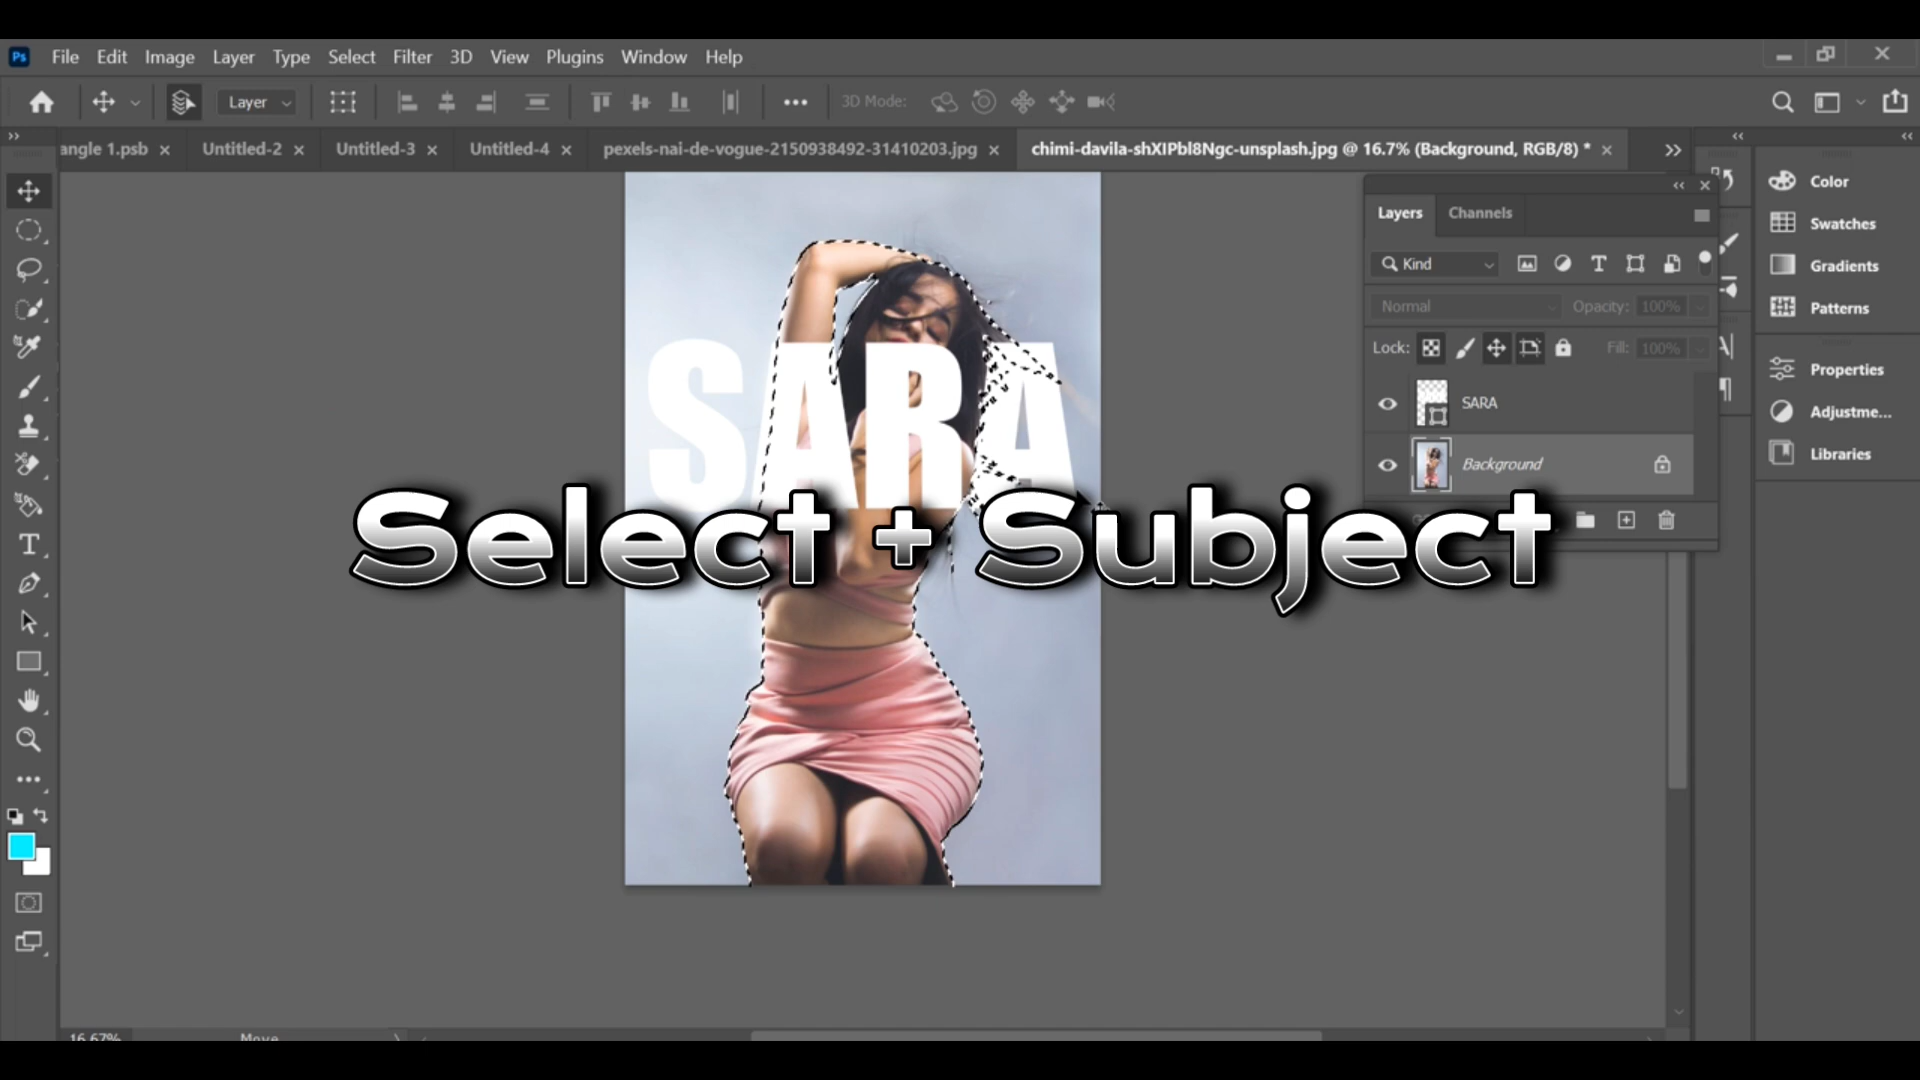 Ps File Edit Image Layer Type Select Filter 3D View Plugins Window Help
Layer 3D Mode:
angle 1.psb × Untitled-2 × Untitled-3 × Untitled-4 × pexels-nai-de-vogue-2150938492-31410203.jpg × chimi-davila-shXIPbl8Ngc-unsplash.jpg @ 16.7% (Background, RGB/8) * ×
Layers Channels
Kind
Normal Opacity: 100%
Lock: Fill: 100%
SARA
Background
Color
Swatches
Gradients
Patterns
Properties
Adjustme...
Libraries
SARA
Select + Subject
16.67% Move